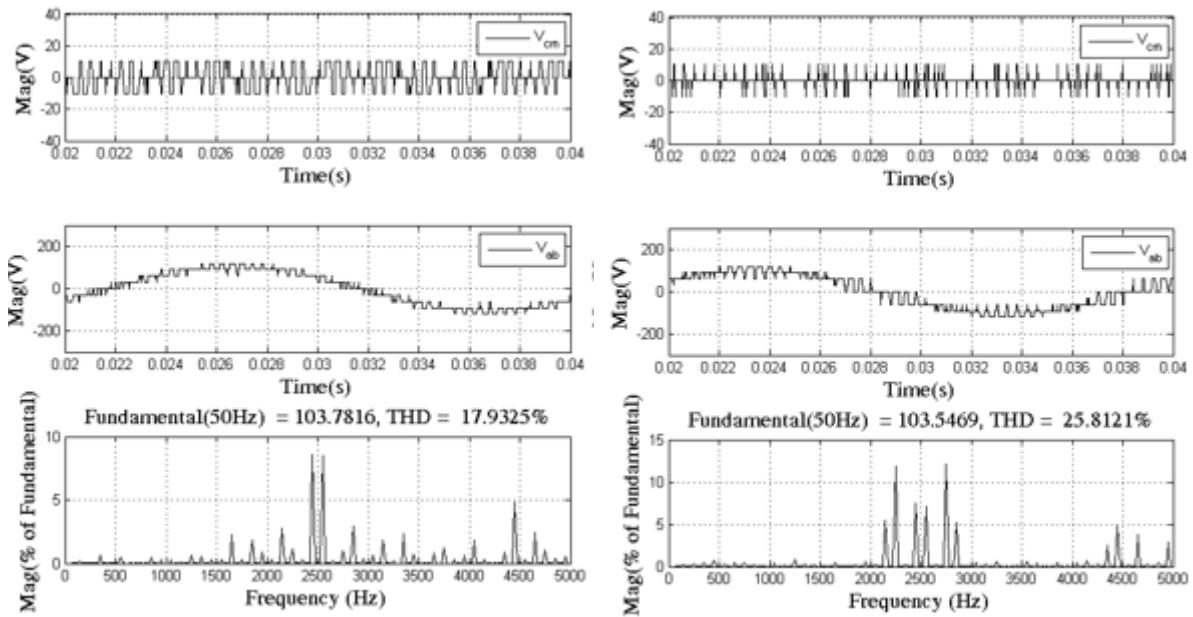 Mag(V)
40
20
0
-20
40
V_cm
0.02 0.022 0.024 0.026 0.028 0.03 0.032 0.034 0.036 0.038 0.04
Time(s)
Mag(V)
200
0
-200
V_ab
0.02 0.022 0.024 0.026 0.028 0.03 0.032 0.034 0.036 0.038 0.04
Time(s)
Fundamental(50Hz) = 103.7816, THD = 17.9325%
Mag(% of Fundamental)
10
5
0
0 500 1000 1500 2000 2500 3000 3500 4000 4500 5000
Frequency (Hz)
Mag(V)
40
20
0
-20
-40
V_cm
0.02 0.022 0.024 0.026 0.028 0.03 0.032 0.034 0.036 0.038 0.04
Time(s)
Mag(V)
200
0
-200
V_ab
0.02 0.022 0.024 0.026 0.028 0.03 0.032 0.034 0.036 0.038 0.04
Time(s)
Fundamental(50Hz) = 103.5469, THD = 25.8121%
Mag(% of Fundamental)
15
10
5
0
0 500 1000 1500 2000 2500 3000 3500 4000 4500 5000
Frequency (Hz)